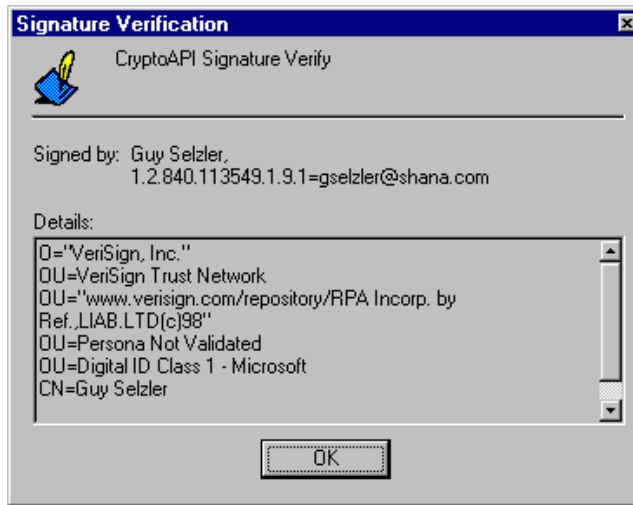 Signature Verification
CryptoAPI Signature Verify
Signed by: Guy Selzler,
1.2.840.113549.1.9.1=gselzler@shana.com
Details:
O="VeriSign, Inc."
OU=VeriSign Trust Network
OU="www.verisign.com/repository/RPA Incorp. by
Ref.,LIAB.LTD(c)98"
OU=Persona Not Validated
OU=Digital ID Class 1 - Microsoft
CN=Guy Selzler
OK